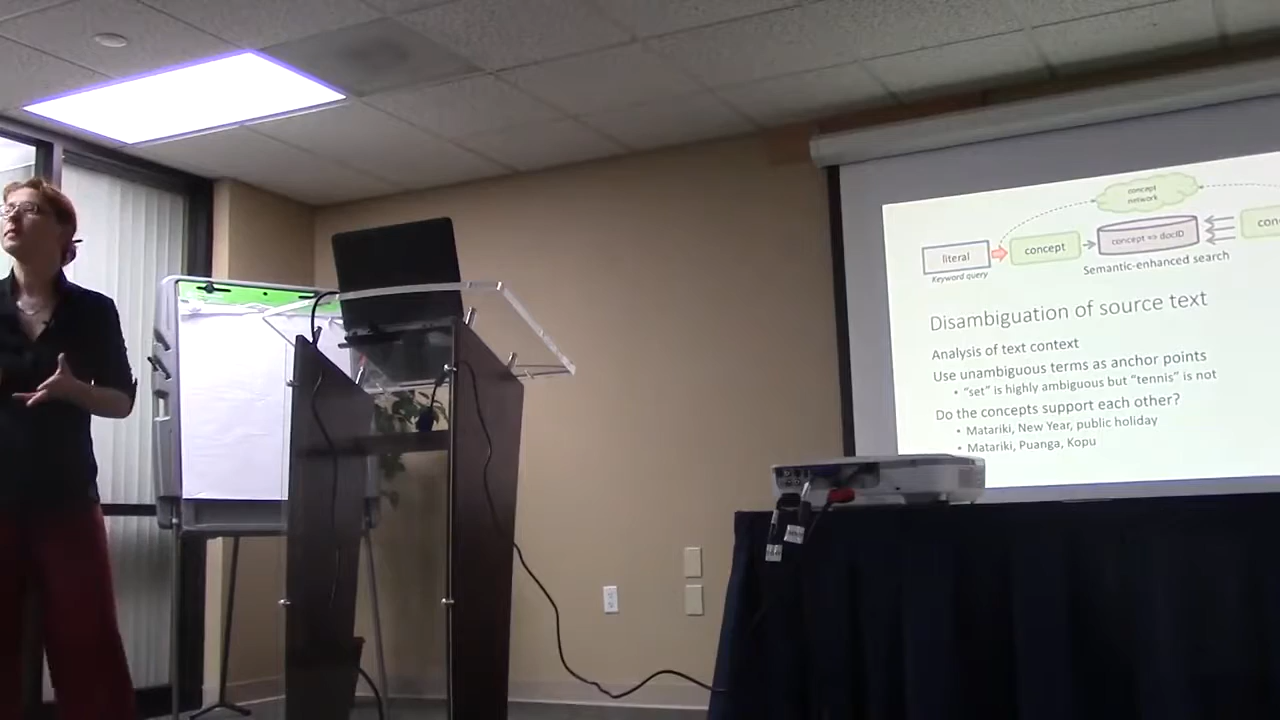 concept
network
literal
concept
concept => docID
Keyword query
Semantic-enhanced search
Disambiguation of source text
Analysis of text context
Use unambiguous terms as anchor points
• "set" is highly ambiguous but "tennis" is not
Do the concepts support each other?
• Matariki, New Year, public holiday
• Matariki, Puanga, Kopu